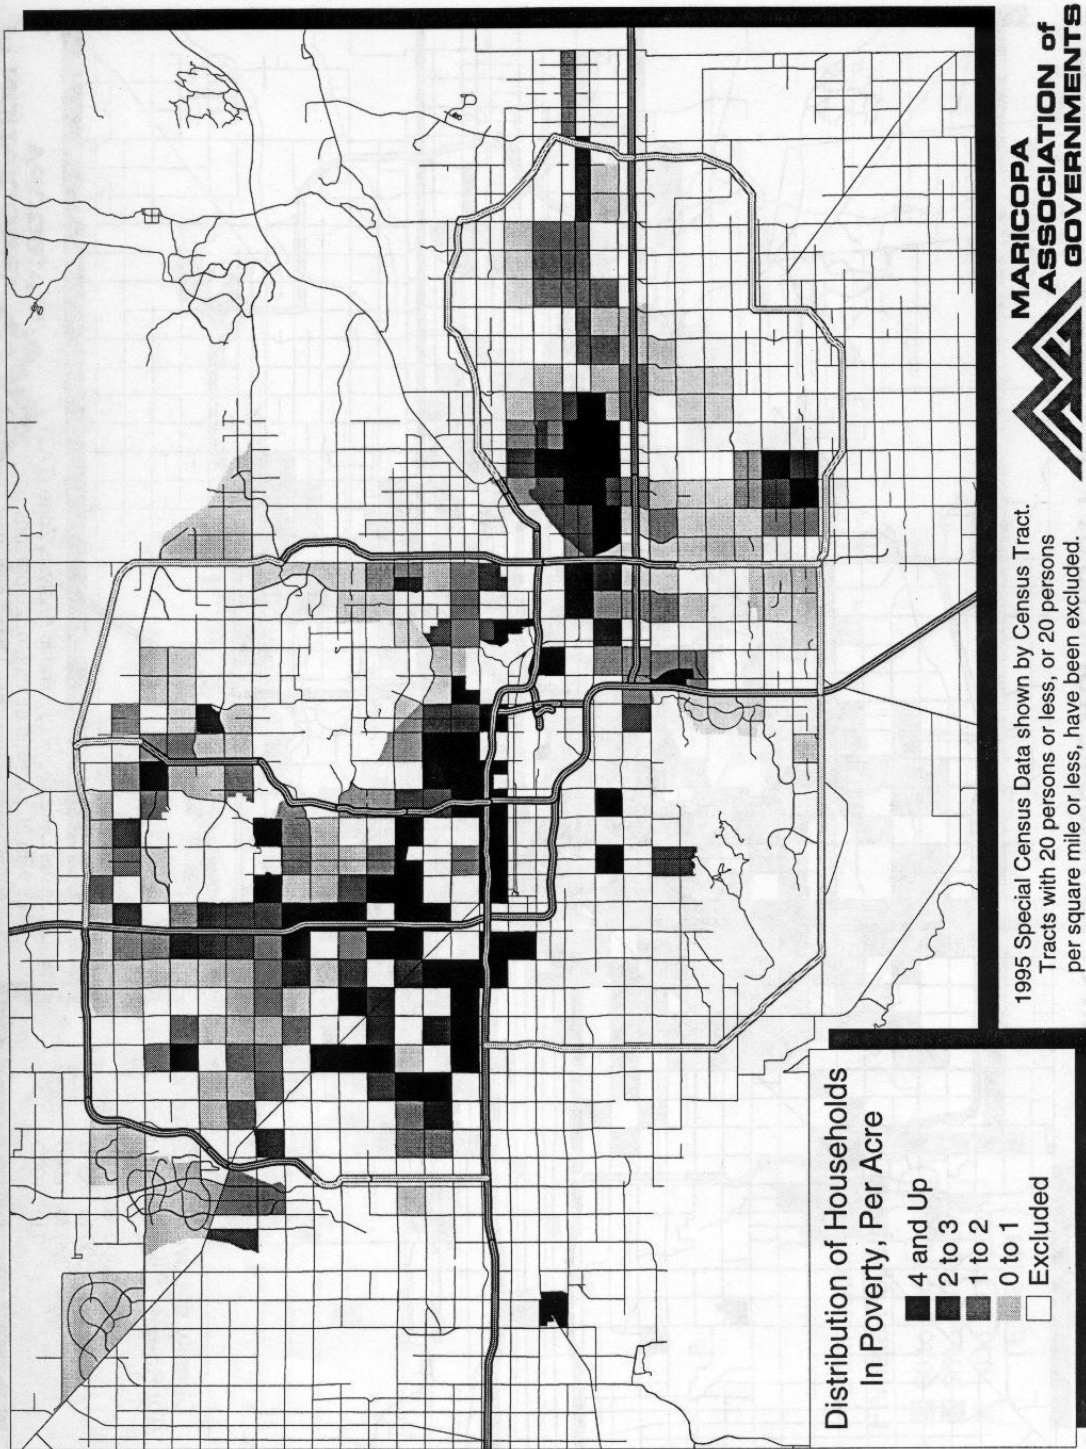 Distribution of Households
In Poverty, Per Acre
4 and Up
2 to 3
1 to 2
0 to 1
Excluded
1995 Special Census Data shown by Census Tract.
Tracts with 20 persons or less, or 20 persons
per square mile or less, have been excluded.
MARICOPA
ASSOCIATION of
GOVERNMENTS